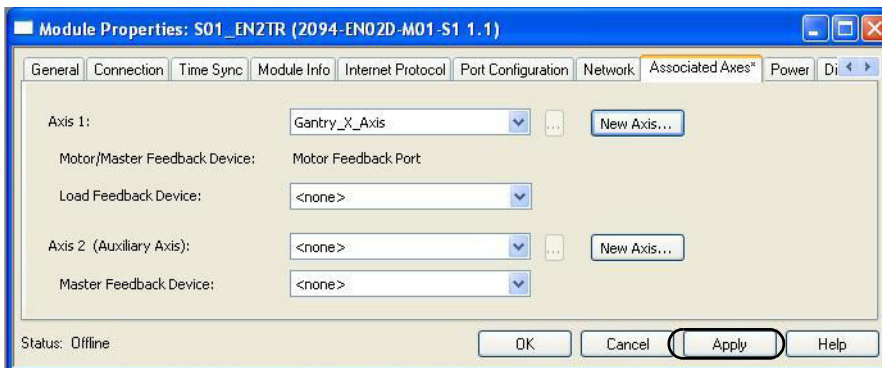 Module Properties: S01_EN2TR (2094-EN02D-M01-S1 1.1)
General Connection Time Sync Module Info Internet Protocol Port Configuration Network Associated Axes* Power Di
Axis 1: Gantry_X_Axis ... New Axis...
Motor/Master Feedback Device: Motor Feedback Port
Load Feedback Device: <none>
Axis 2 (Auxiliary Axis): <none> ... New Axis...
Master Feedback Device: <none>
Status: Offline OK Cancel Apply Help